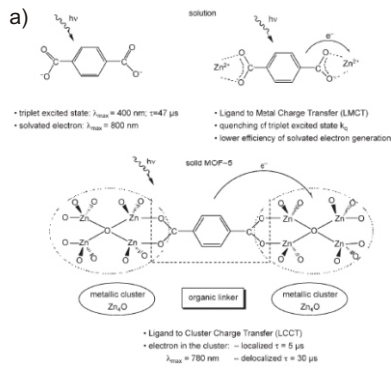 a)
hν
solution
hν
e⁻
Zn²⁺
Zn²⁺
O
O
⁻O
O⁻
O
O
O
O
• triplet excited state: λmax = 400 nm; τ=47 µs
• solvated electron: λmax = 800 nm
• Ligand to Metal Charge Transfer (LMCT)
• quenching of triplet excited state kq
• lower efficiency of solvated electron generation
hν
solid MOF-5
e⁻
O O O O O O O O
Zn Zn Zn Zn
O O O O
Zn Zn Zn Zn
O O O O O O O O
metallic cluster
Zn₄O
organic linker
metallic cluster
Zn₄O
• Ligand to Cluster Charge Transfer (LCCT)
• electron in the cluster: – localized τ = 5 µs
λmax = 780 nm – delocalized τ = 30 µs